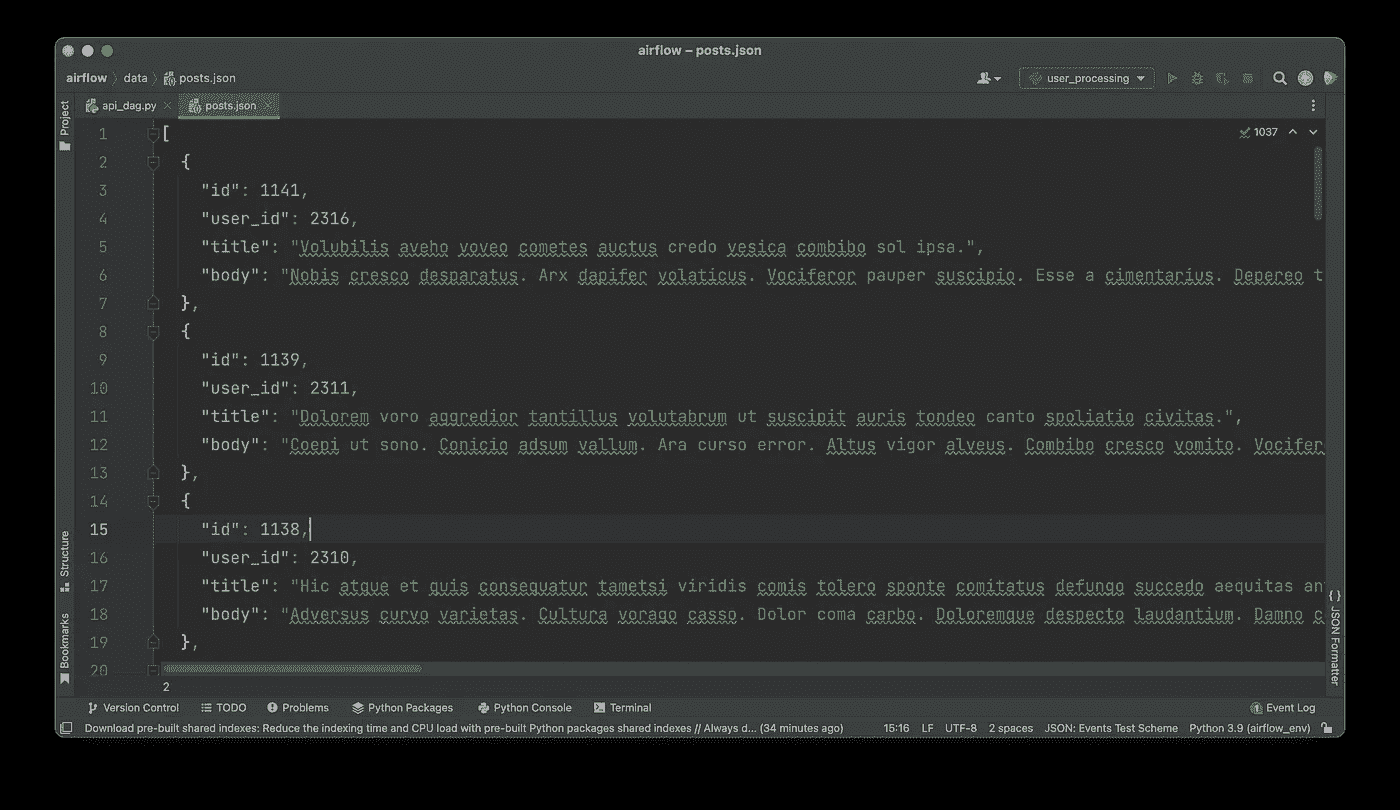 airflow – posts.json
airflow data posts.json
user_processing
api_dag.py posts.json
Project
1 [
1037
2 {
3 "id": 1141,
4 "user_id": 2316,
5 "title": "Volubilis aveho voveo cometes auctus credo vesica combibo sol ipsa.",
6 "body": "Nobis cresco desparatus. Arx dapifer volaticus. Vociferor pauper suscipio. Esse a cimentarius. Depereo t
7 },
8 {
9 "id": 1139,
10 "user_id": 2311,
11 "title": "Dolorem voro aggredior tantillus volutabrum ut suscipit auris tondeo canto spoliatio civitas.",
12 "body": "Coepi ut sono. Conicio adsum vallum. Ara curso error. Altus vigor alveus. Combibo cresco vomito. Vocifer
13 },
14 {
15 "id": 1138,
16 "user_id": 2310,
17 "title": "Hic atque et quis consequatur tametsi viridis comis tolero sponte comitatus defungo succedo aequitas an
18 "body": "Adversus curvo varietas. Cultura vorago casso. Dolor coma carbo. Doloremque despecto laudantium. Damno c
19 },
20
Structure
Bookmarks
{} JSON Formatter
2
Version Control TODO Problems Python Packages Python Console Terminal Event Log
Download pre-built shared indexes: Reduce the indexing time and CPU load with pre-built Python packages shared indexes // Always d... (34 minutes ago) 15:16 LF UTF-8 2 spaces JSON: Events Test Scheme Python 3.9 (airflow_env)